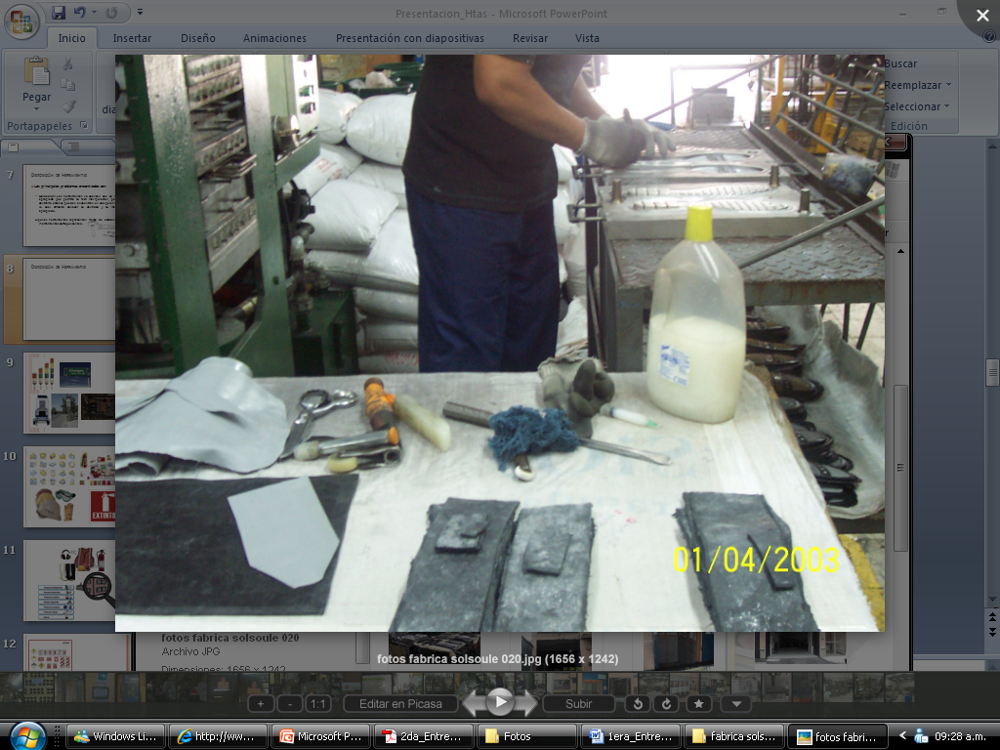 Presentacion_Htas - Microsoft PowerPoint
Inicio
Insertar
Diseño
Animaciones
Presentación con diapositivas
Revisar
Vista
Pegar
Portapapeles
Buscar
Reemplazar
Seleccionar
Edición
7
8
9
10
11
12
01/04/2003
fotos fabrica solsoule 020
Archivo JPG
Dimensiones: 1656 x 1242
fotos fabrica solsoule 020.jpg (1656 x 1242)
+
-
1:1
Editar en Picasa
Subir
Windows Li...
http://ww...
Microsoft P...
2da_Entre...
Fotos
1era_Entre...
fabrica sols...
fotos fabri...
09:28 a.m.